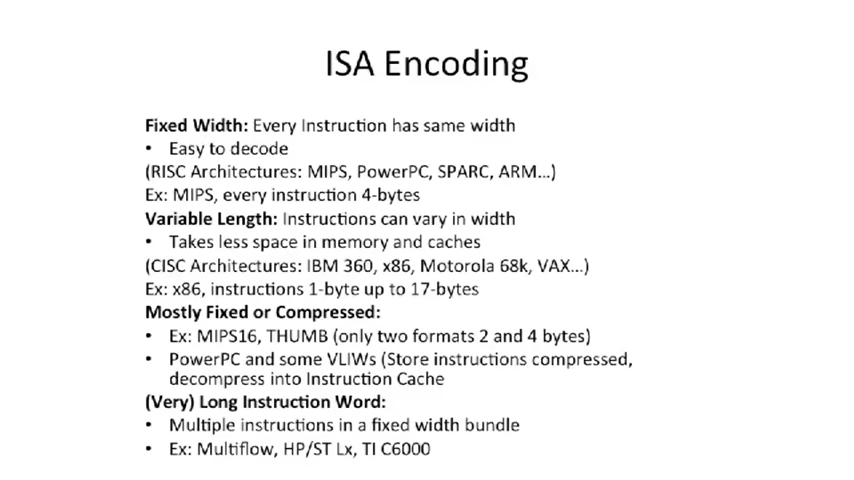 ISA Encoding
Fixed Width: Every Instruction has same width
• Easy to decode
(RISC Architectures: MIPS, PowerPC, SPARC, ARM…)
Ex: MIPS, every instruction 4-bytes
Variable Length: Instructions can vary in width
• Takes less space in memory and caches
(CISC Architectures: IBM 360, x86, Motorola 68k, VAX…)
Ex: x86, instructions 1-byte up to 17-bytes
Mostly Fixed or Compressed:
• Ex: MIPS16, THUMB (only two formats 2 and 4 bytes)
• PowerPC and some VLIWs (Store instructions compressed,
decompress into Instruction Cache
(Very) Long Instruction Word:
• Multiple instructions in a fixed width bundle
• Ex: Multiflow, HP/ST Lx, TI C6000